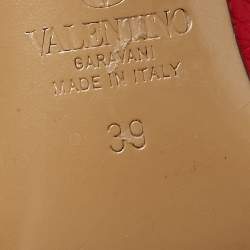 VALENTINO
GARAVANI
MADE IN ITALY
39